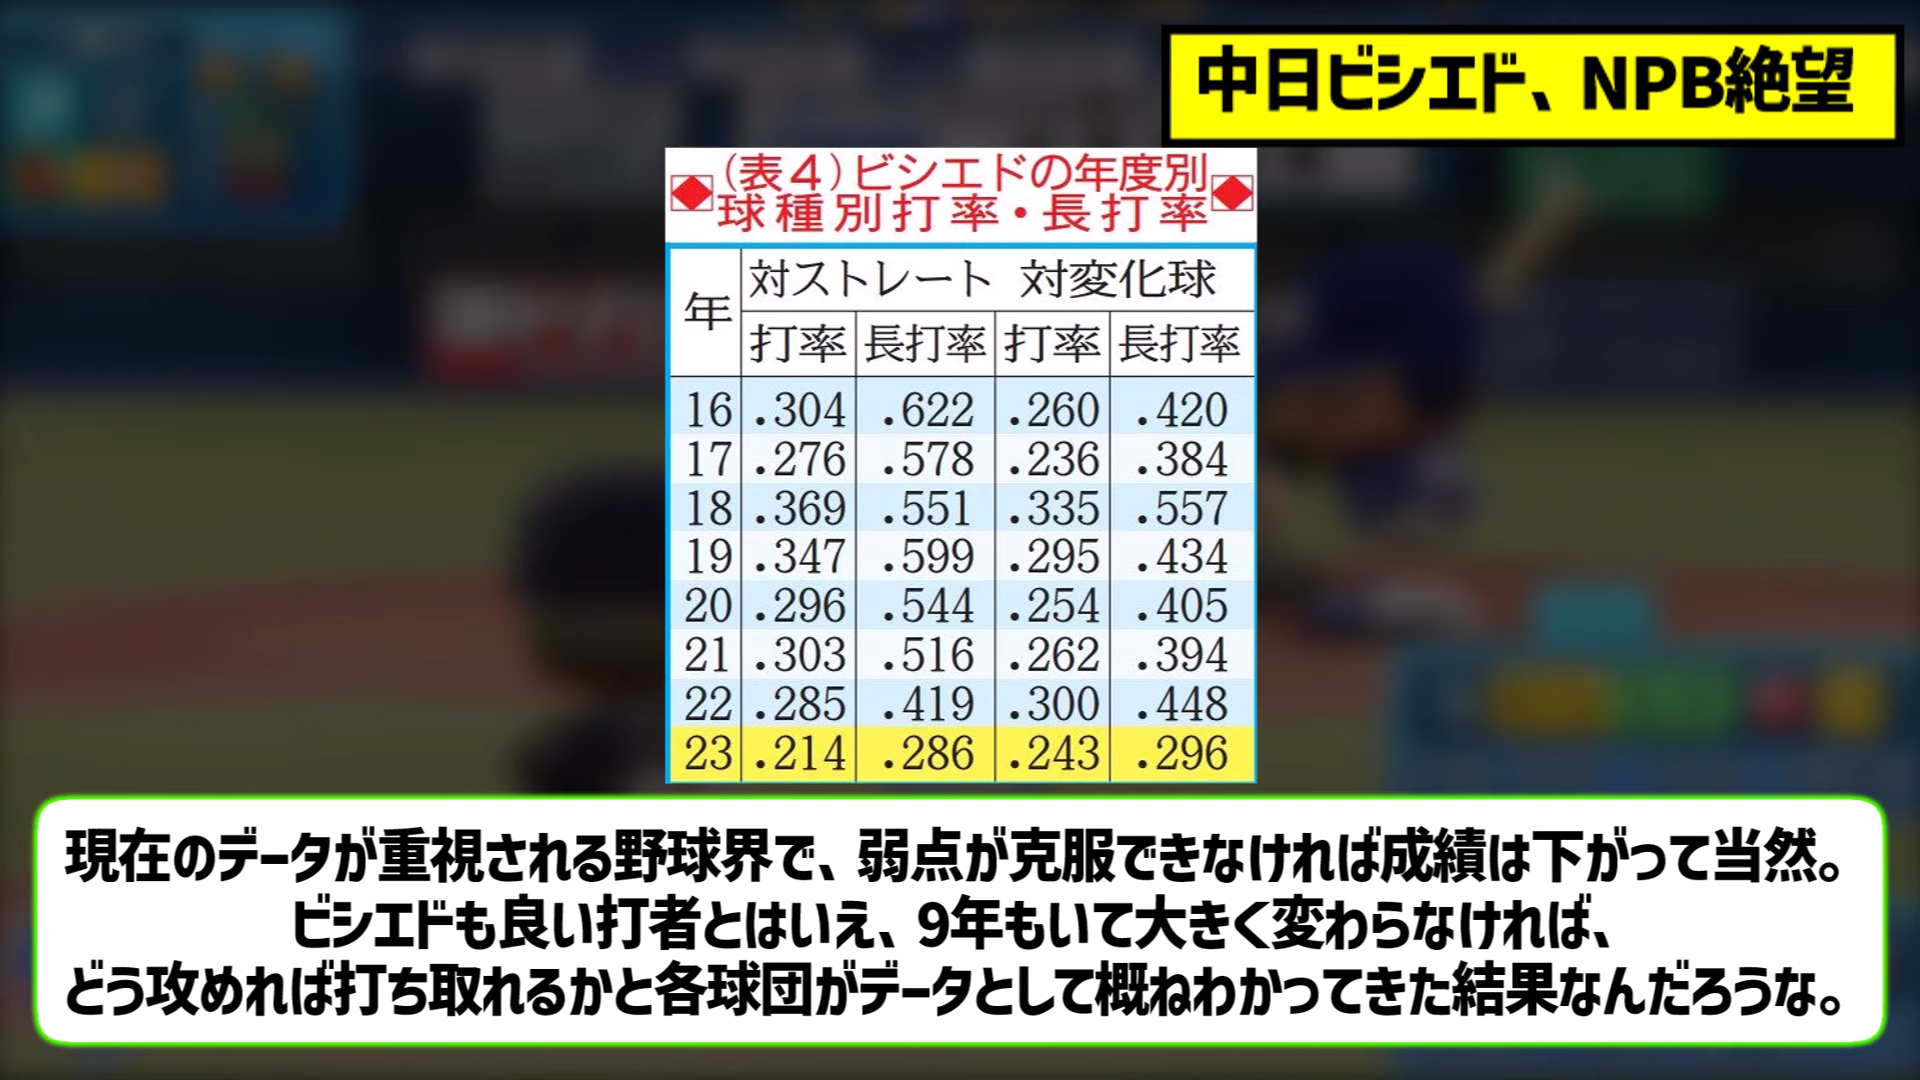 中日ビシエド、NPB絶望
(表4)ビシエドの年度別
球種別打率・長打率
年 対ストレート 対変化球
打率 長打率 打率 長打率
16 .304 .622 .260 .420
17 .276 .578 .236 .384
18 .369 .551 .335 .557
19 .347 .599 .295 .434
20 .296 .544 .254 .405
21 .303 .516 .262 .394
22 .285 .419 .300 .448
23 .214 .286 .243 .296
現在のデータが重視される野球界で、弱点が克服できなければ成績は下がって当然。
ビシエドも良い打者とはいえ、9年もいて大きく変わらなければ、
どう攻めれば打ち取れるかと各球団がデータとして概ねわかってきた結果なんだろうな。